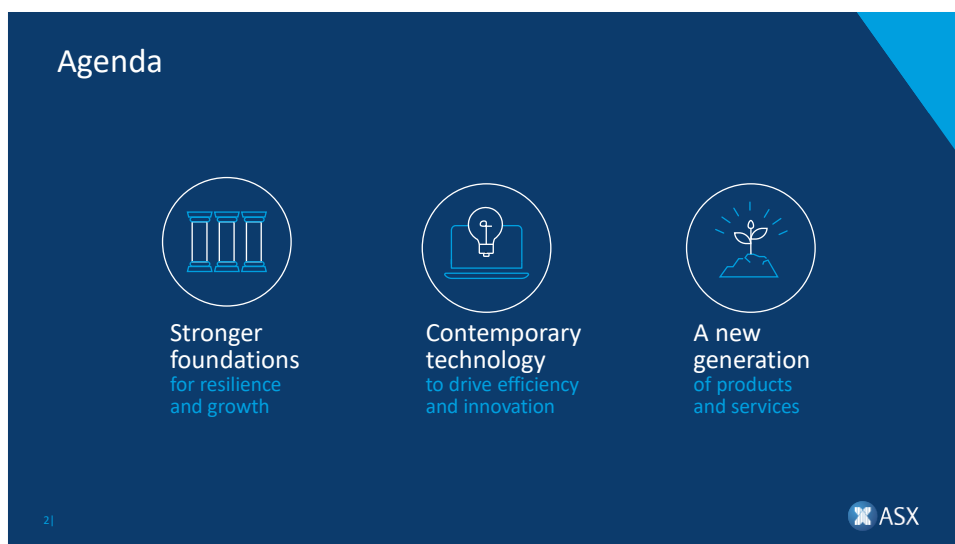 Agenda
Stronger
foundations
for resilience
and growth
Contemporary
technology
to drive efficiency
and innovation
A new
generation
of products
and services
2|
ASX